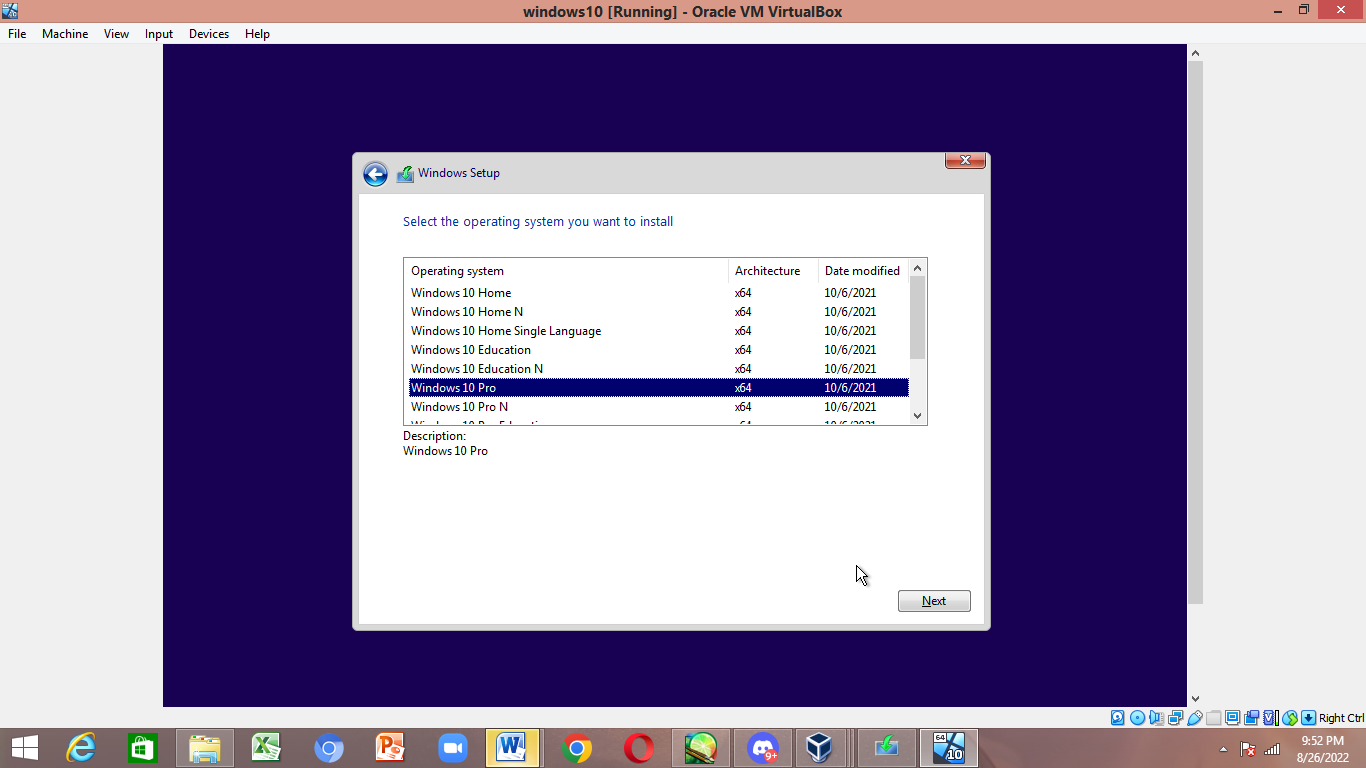 windows10 [Running] - Oracle VM VirtualBox
File Machine View Input Devices Help
Windows Setup
Select the operating system you want to install
Operating system Architecture Date modified
Windows 10 Home x64 10/6/2021
Windows 10 Home N x64 10/6/2021
Windows 10 Home Single Language x64 10/6/2021
Windows 10 Education x64 10/6/2021
Windows 10 Education N x64 10/6/2021
Windows 10 Pro x64 10/6/2021
Windows 10 Pro N x64 10/6/2021
Description:
Windows 10 Pro
Next
Right Ctrl
9+
64
10
9:52 PM
8/26/2022